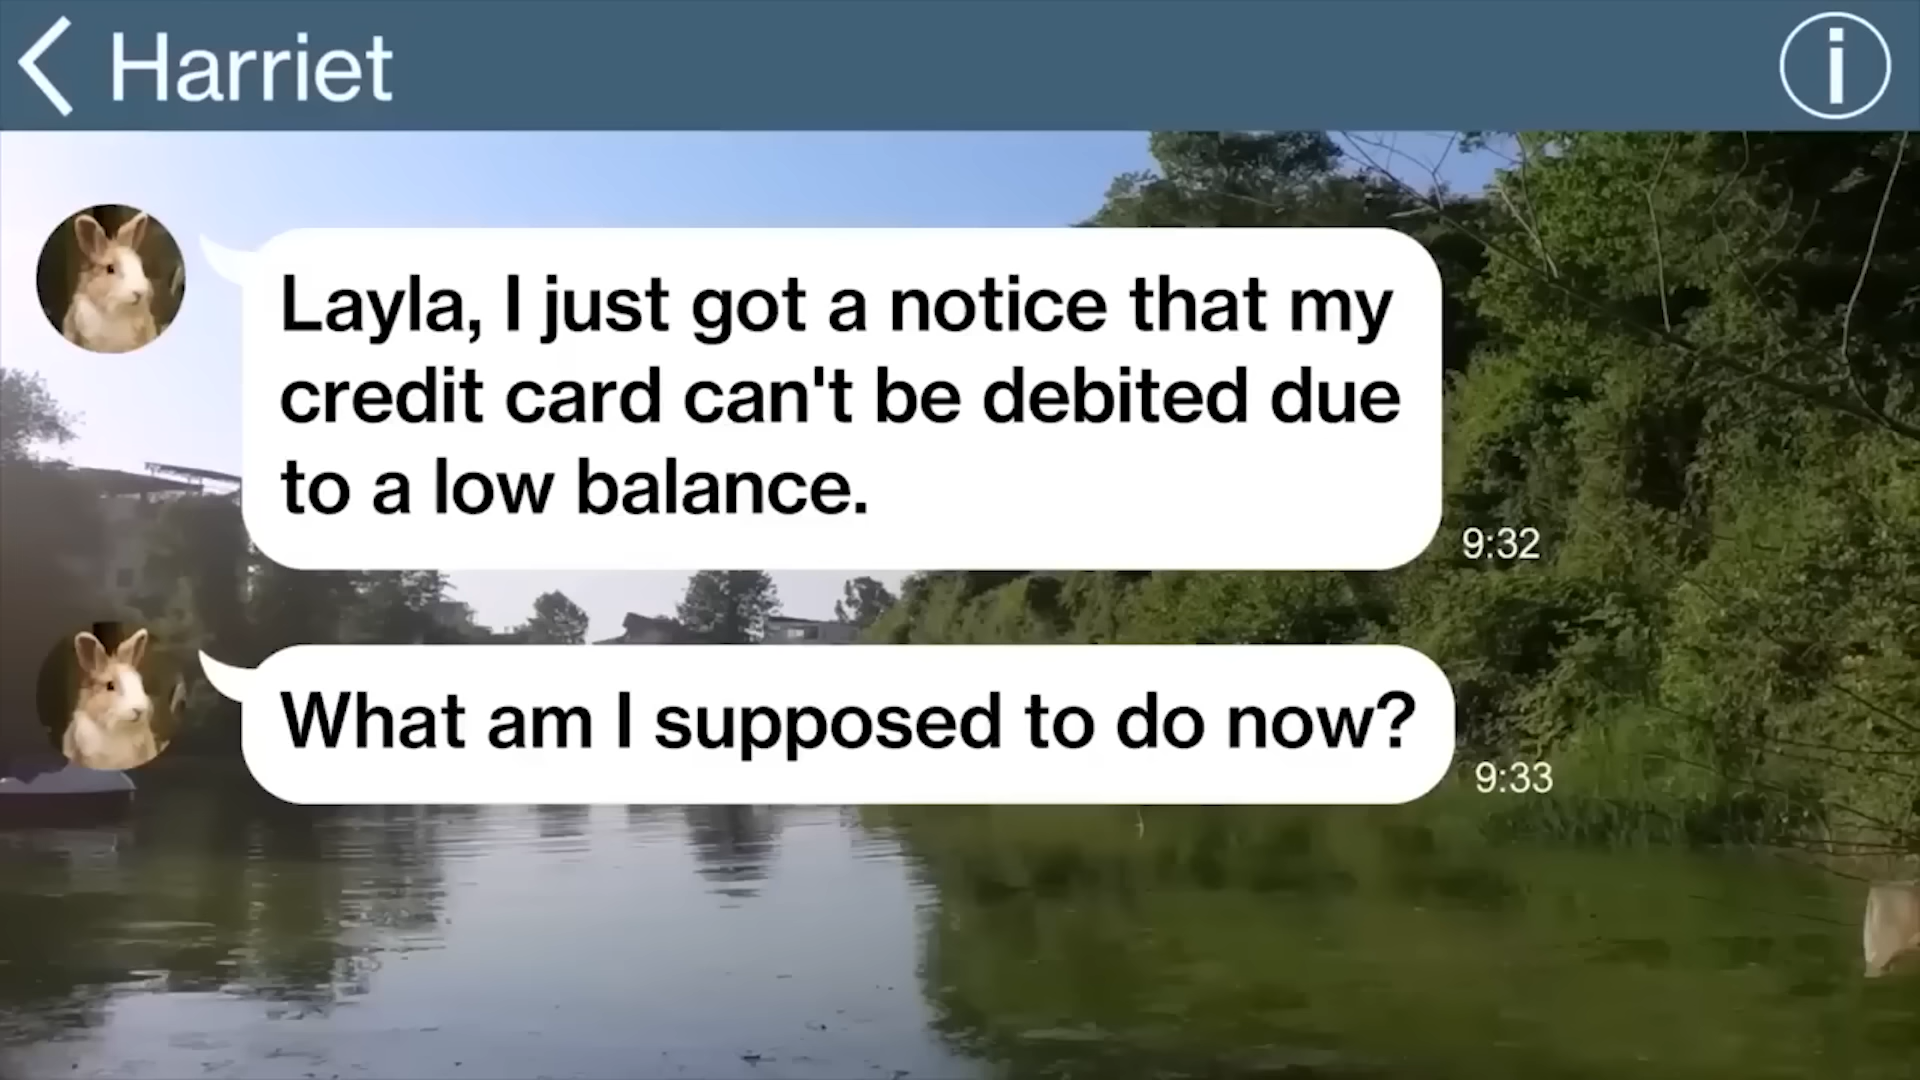 Harriet
Layla, I just got a notice that my
credit card can't be debited due
to a low balance.
9:32
What am I supposed to do now?
9:33